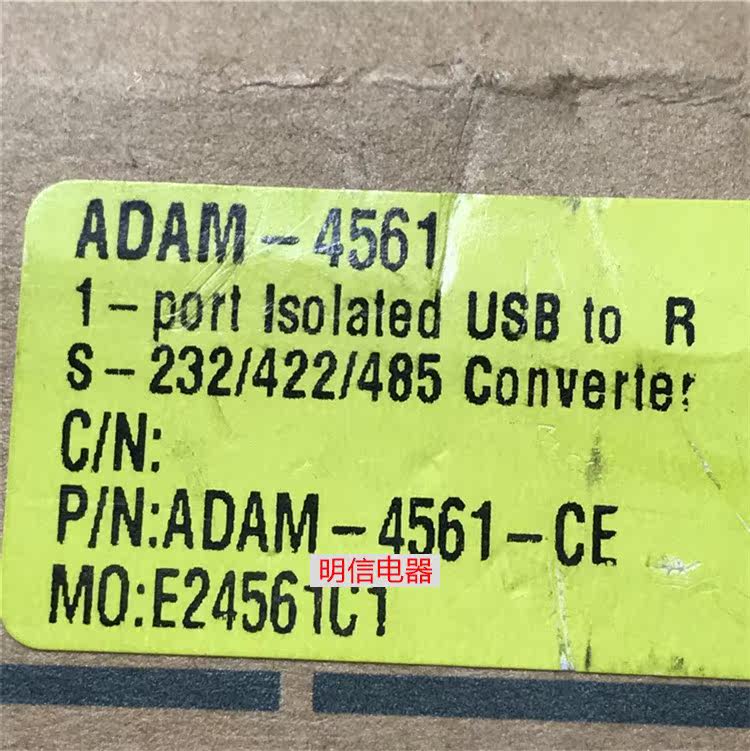 ADAM-4561
1-port Isolated USB to R
S-232/422/485 Converter
C/N:
P/N:ADAM-4561-CE
明信电器
MO:E24561C1